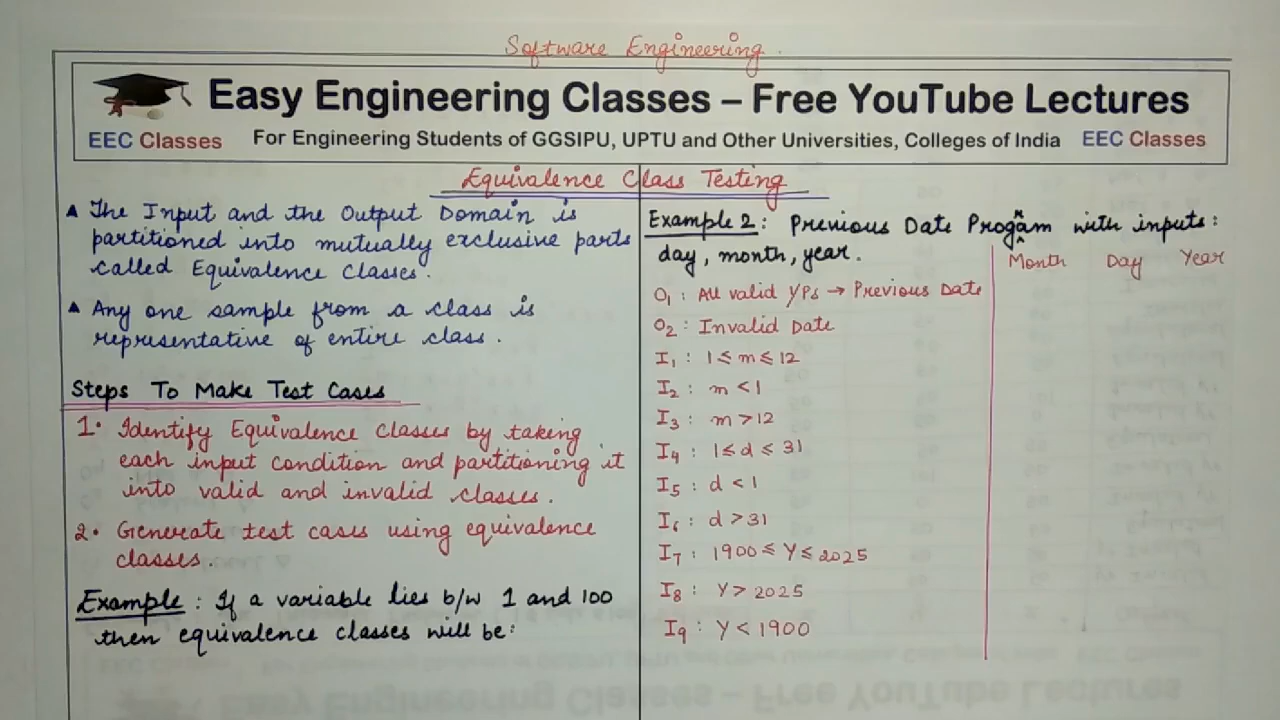 Software Engineering.
Easy Engineering Classes – Free YouTube Lectures
EEC Classes For Engineering Students of GGSIPU, UPTU and Other Universities, Colleges of India EEC Classes
Equivalence Class Testing
▲ The Input and the Output Domain is
partitioned into mutually exclusive parts
called Equivalence Classes.
▲ Any one sample from a class is
representative of entire class.
Steps To Make Test Cases
1. Identify Equivalence classes by taking
each input condition and partitioning it
into valid and invalid classes.
2. Generate test cases using equivalence
classes.
Example: If a variable lies b/w 1 and 100
then equivalence classes will be:
Example 2: Previous Date Progam with inputs:
day, month, year.
Month Day Year
O₁: All valid I/Ps → Previous Date
O₂: Invalid Date
I₁: 1 ≤ m ≤ 12
I₂: m < 1
I₃: m > 12
I₄: 1 ≤ d ≤ 31
I₅: d < 1
I₆: d > 31
I₇: 1900 ≤ Y ≤ 2025
I₈: Y > 2025
I₉: Y < 1900